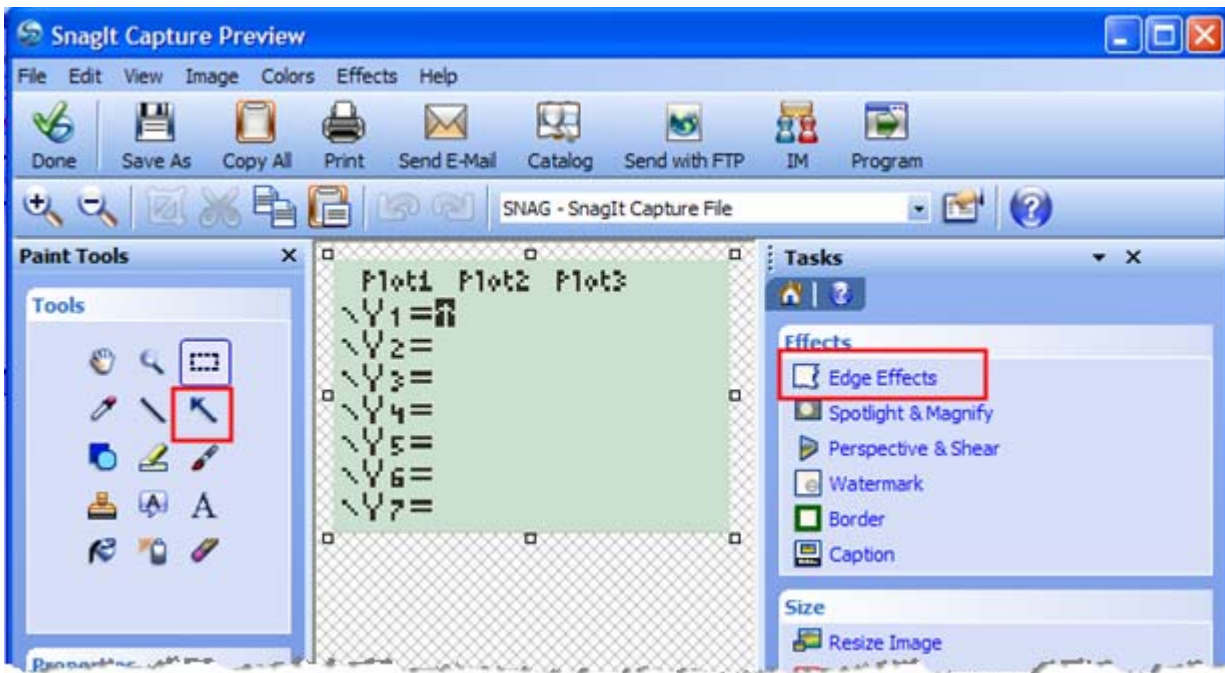 SnagIt Capture Preview
File Edit View Image Colors Effects Help
Done Save As Copy All Print Send E-Mail Catalog Send with FTP IM Program
SNAG - SnagIt Capture File
Paint Tools
Tools
A
A
Plot1 Plot2 Plot3
\Y1=
\Y2=
\Y3=
\Y4=
\Y5=
\Y6=
\Y7=
Tasks
Effects
Edge Effects
Spotlight & Magnify
Perspective & Shear
Watermark
Border
Caption
Size
Resize Image